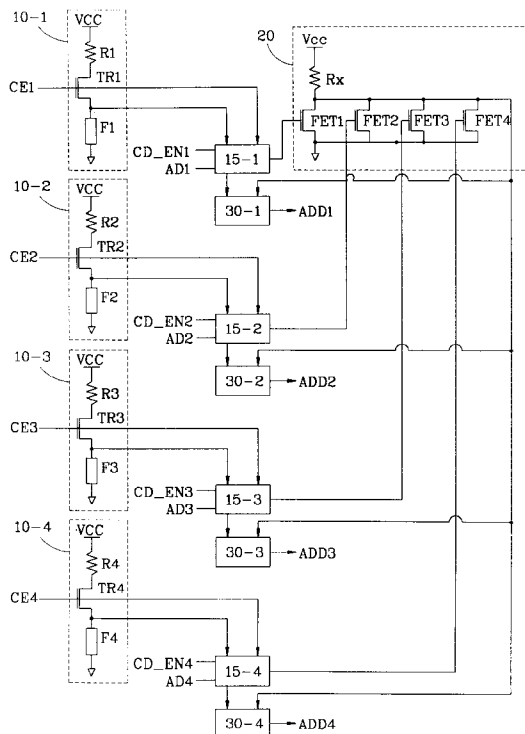 10-1
VCC
R1
TR1
CE1
F1
CD_EN1
AD1
15-1
30-1
ADD1
20
Vcc
Rx
FET1
FET2
FET3
FET4
10-2
VCC
R2
TR2
CE2
F2
CD_EN2
AD2
15-2
30-2
ADD2
10-3
VCC
R3
TR3
CE3
F3
CD_EN3
AD3
15-3
30-3
ADD3
10-4
VCC
R4
TR4
CE4
F4
CD_EN4
AD4
15-4
30-4
ADD4